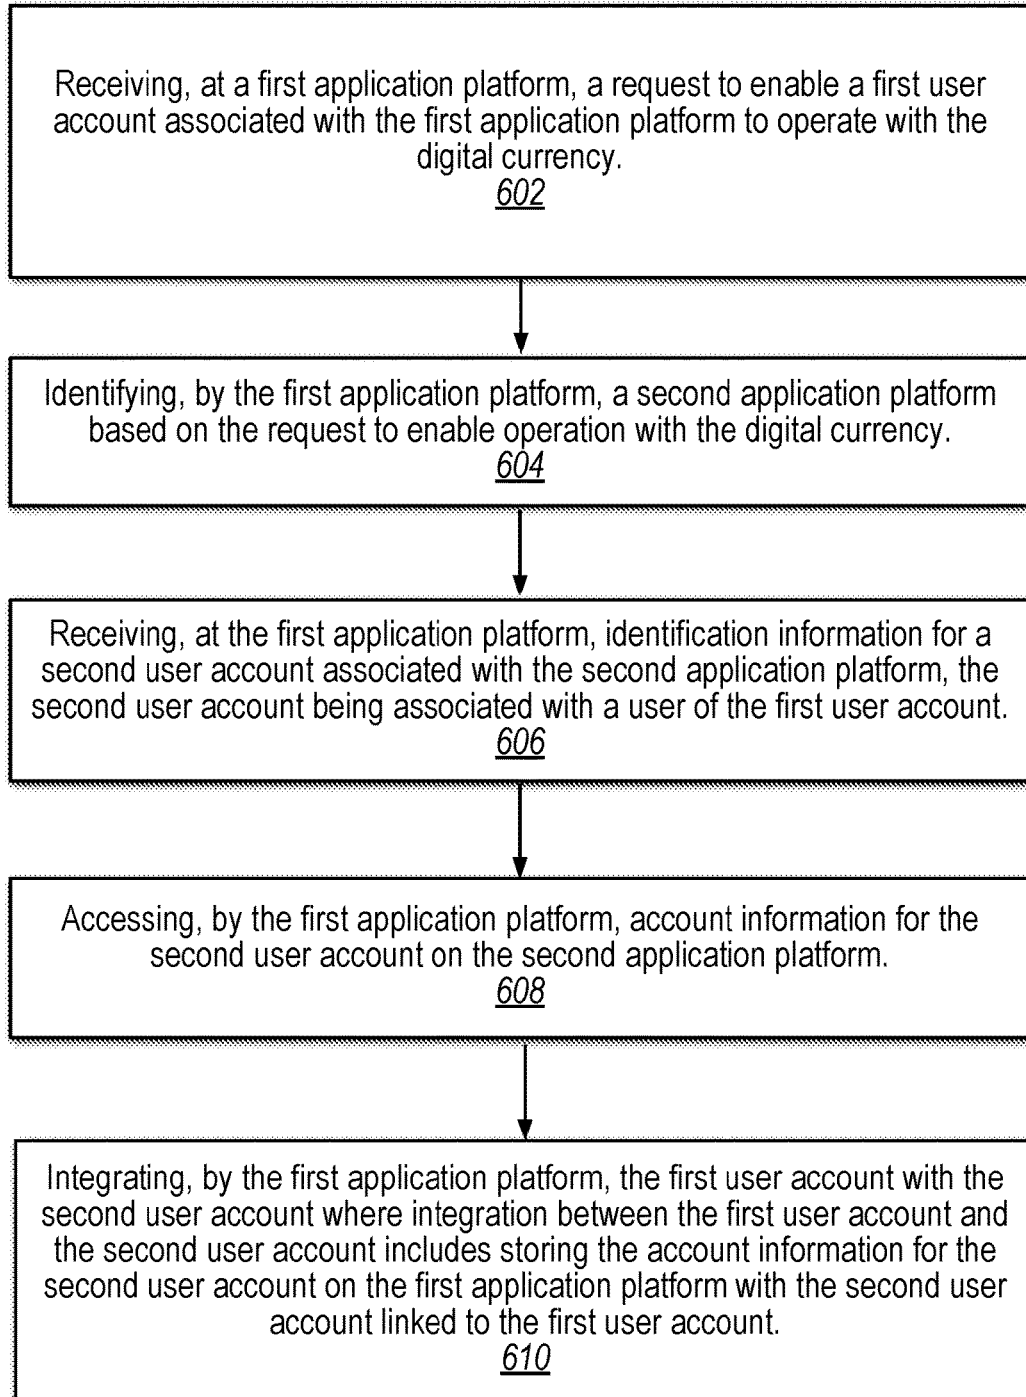 Receiving, at a first application platform, a request to enable a first user
account associated with the first application platform to operate with the
digital currency.
602
Identifying, by the first application platform, a second application platform
based on the request to enable operation with the digital currency.
604
Receiving, at the first application platform, identification information for a
second user account associated with the second application platform, the
second user account being associated with a user of the first user account.
606
Accessing, by the first application platform, account information for the
second user account on the second application platform.
608
Integrating, by the first application platform, the first user account with the
second user account where integration between the first user account and
the second user account includes storing the account information for the
second user account on the first application platform with the second user
account linked to the first user account.
610